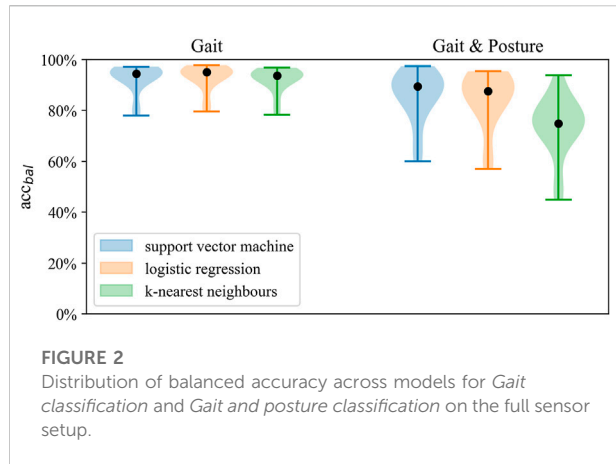 Gait Gait & Posture
100%
80%
60%
40%
20%
0%
acc_bal
support vector machine
logistic regression
k-nearest neighbours
FIGURE 2
Distribution of balanced accuracy across models for Gait
classification and Gait and posture classification on the full sensor
setup.